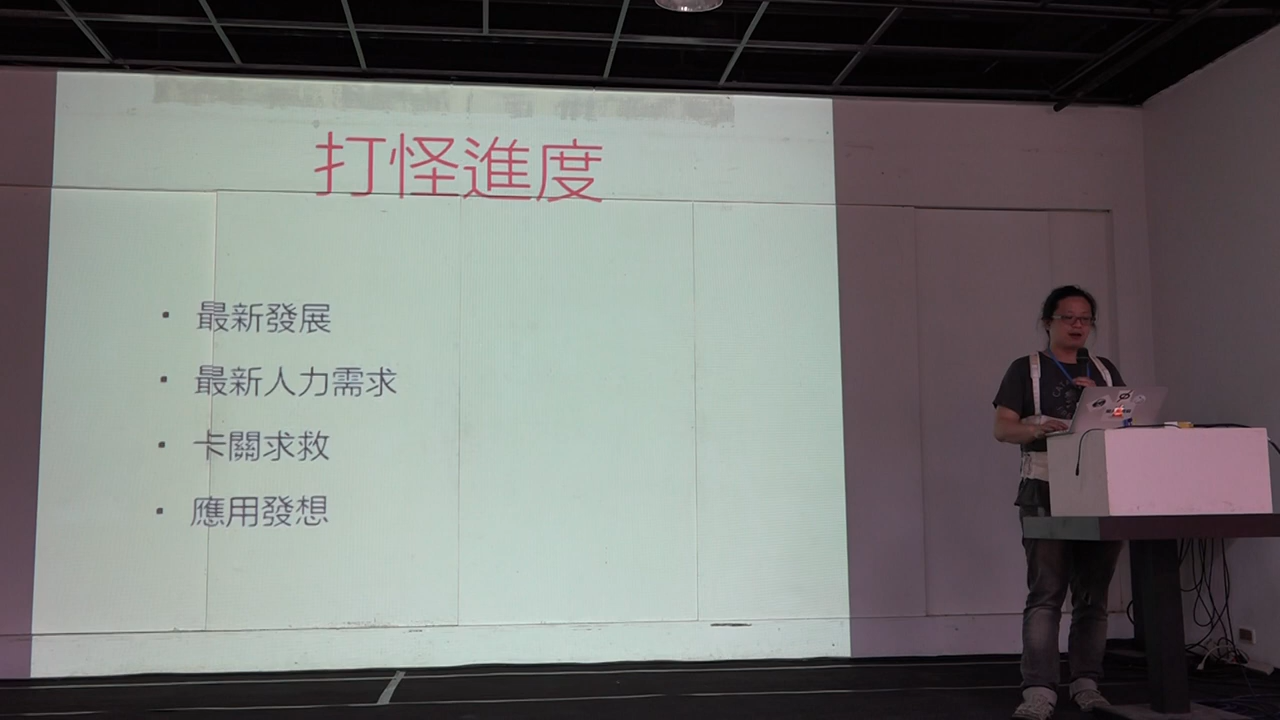 打怪進度
• 最新發展
• 最新人力需求
• 卡關求救
• 應用發想